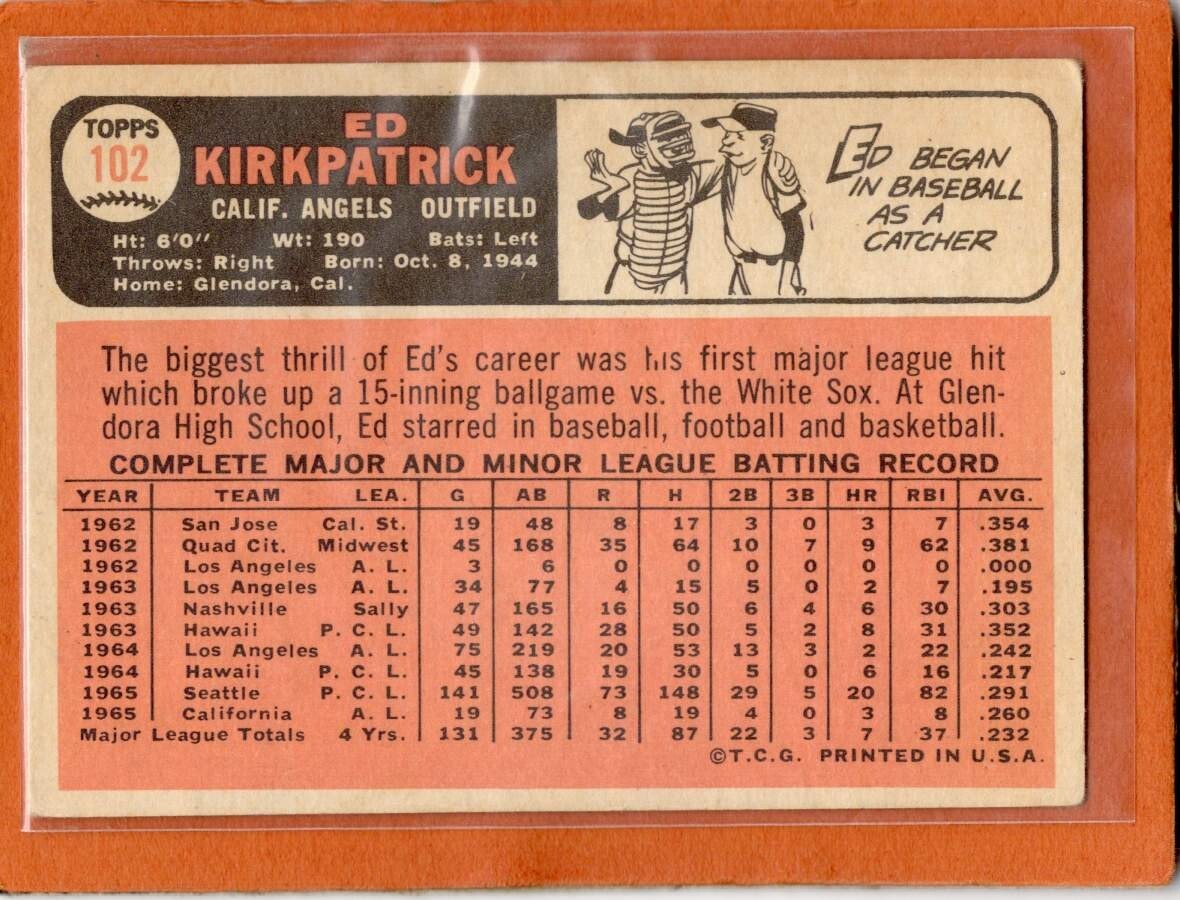 TOPPS
102
ED
KIRKPATRICK
CALIF. ANGELS OUTFIELD
Ht: 6'0" Wt: 190 Bats: Left
Throws: Right Born: Oct. 8, 1944
Home: Glendora, Cal.
ED BEGAN
IN BASEBALL
AS A
CATCHER
The biggest thrill of Ed's career was his first major league hit
which broke up a 15-inning ballgame vs. the White Sox. At Glen-
dora High School, Ed starred in baseball, football and basketball.
COMPLETE MAJOR AND MINOR LEAGUE BATTING RECORD
YEAR TEAM LEA. G AB R H 2B 3B HR RBI AVG.
1962 San Jose Cal. St. 19 48 8 17 3 0 3 7 .354
1962 Quad Cit. Midwest 45 168 35 64 10 7 9 62 .381
1962 Los Angeles A. L. 3 6 0 0 0 0 0 0 .000
1963 Los Angeles A. L. 34 77 4 15 5 0 2 7 .195
1963 Nashville Sally 47 165 16 50 6 4 6 30 .303
1963 Hawaii P. C. L. 49 142 28 50 5 2 8 31 .352
1964 Los Angeles A. L. 75 219 20 53 13 3 2 22 .242
1964 Hawaii P. C. L. 45 138 19 30 5 0 6 16 .217
1965 Seattle P. C. L. 141 508 73 148 29 5 20 82 .291
1965 California A. L. 19 73 8 19 4 0 3 8 .260
Major League Totals 4 Yrs. 131 375 32 87 22 3 7 37 .232
©T.C.G. PRINTED IN U.S.A.